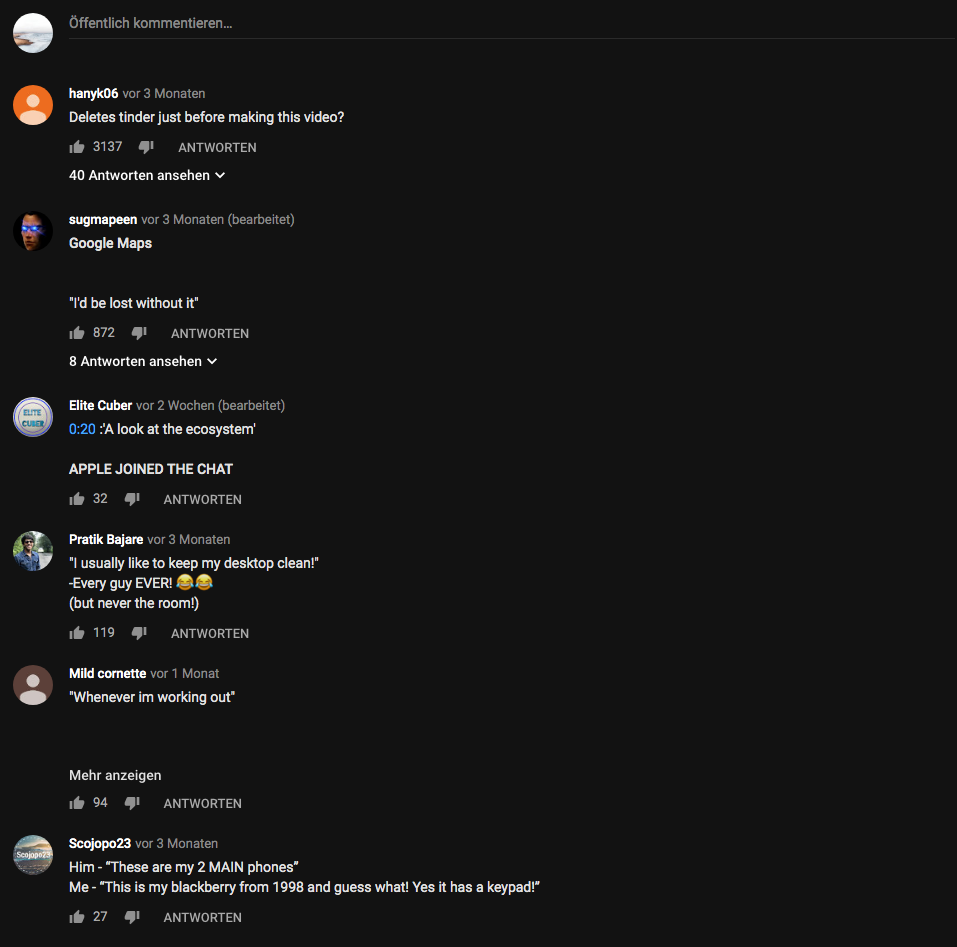 Öffentlich kommentieren...
hanyk06 vor 3 Monaten
Deletes tinder just before making this video?
3137 ANTWORTEN
40 Antworten ansehen
sugmapeen vor 3 Monaten (bearbeitet)
Google Maps
"I'd be lost without it"
872 ANTWORTEN
8 Antworten ansehen
ELITE
CUBER
Elite Cuber vor 2 Wochen (bearbeitet)
0:20 :'A look at the ecosystem'
APPLE JOINED THE CHAT
32 ANTWORTEN
Pratik Bajare vor 3 Monaten
"I usually like to keep my desktop clean!"
-Every guy EVER! 😂😂
(but never the room!)
119 ANTWORTEN
Mild cornette vor 1 Monat
"Whenever im working out"
Mehr anzeigen
94 ANTWORTEN
Scojopo23
Scojopo23 vor 3 Monaten
Him - “These are my 2 MAIN phones”
Me - “This is my blackberry from 1998 and guess what! Yes it has a keypad!”
27 ANTWORTEN